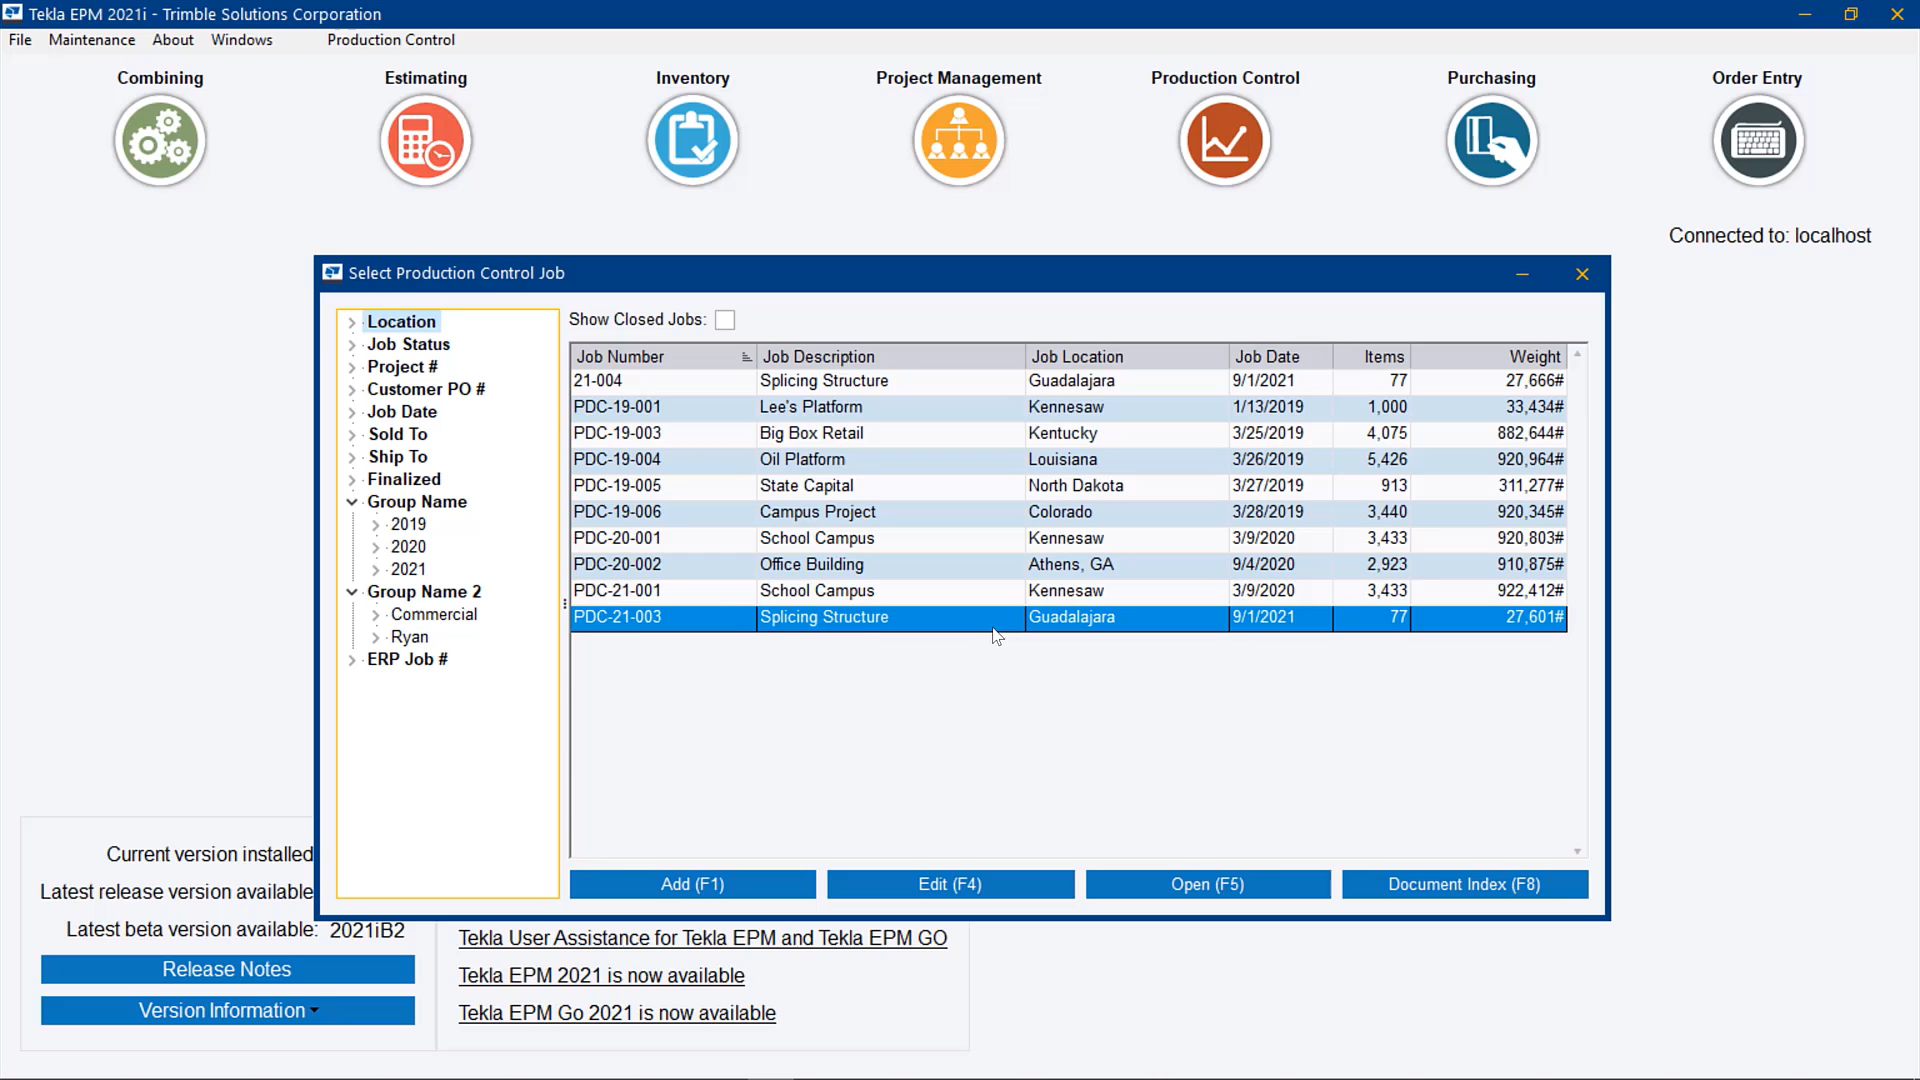 Tekla EPM 2021i - Trimble Solutions Corporation
File Maintenance About Windows Production Control
Combining Estimating Inventory Project Management Production Control Purchasing Order Entry
Connected to: localhost
Select Production Control Job
Location
Job Status
Project #
Customer PO #
Job Date
Sold To
Ship To
Finalized
Group Name
2019
2020
2021
Group Name 2
Commercial
Ryan
ERP Job #
Show Closed Jobs:
Job Number Job Description Job Location Job Date Items Weight
21-004 Splicing Structure Guadalajara 9/1/2021 77 27,666#
PDC-19-001 Lee's Platform Kennesaw 1/13/2019 1,000 33,434#
PDC-19-003 Big Box Retail Kentucky 3/25/2019 4,075 882,644#
PDC-19-004 Oil Platform Louisiana 3/26/2019 5,426 920,964#
PDC-19-005 State Capital North Dakota 3/27/2019 913 311,277#
PDC-19-006 Campus Project Colorado 3/28/2019 3,440 920,345#
PDC-20-001 School Campus Kennesaw 3/9/2020 3,433 920,803#
PDC-20-002 Office Building Athens, GA 9/4/2020 2,923 910,875#
PDC-21-001 School Campus Kennesaw 3/9/2020 3,433 922,412#
PDC-21-003 Splicing Structure Guadalajara 9/1/2021 77 27,601#
Add (F1) Edit (F4) Open (F5) Document Index (F8)
Current version installed
Latest release version available
Latest beta version available: 2021iB2
Release Notes
Version Information
Tekla User Assistance for Tekla EPM and Tekla EPM GO
Tekla EPM 2021 is now available
Tekla EPM Go 2021 is now available